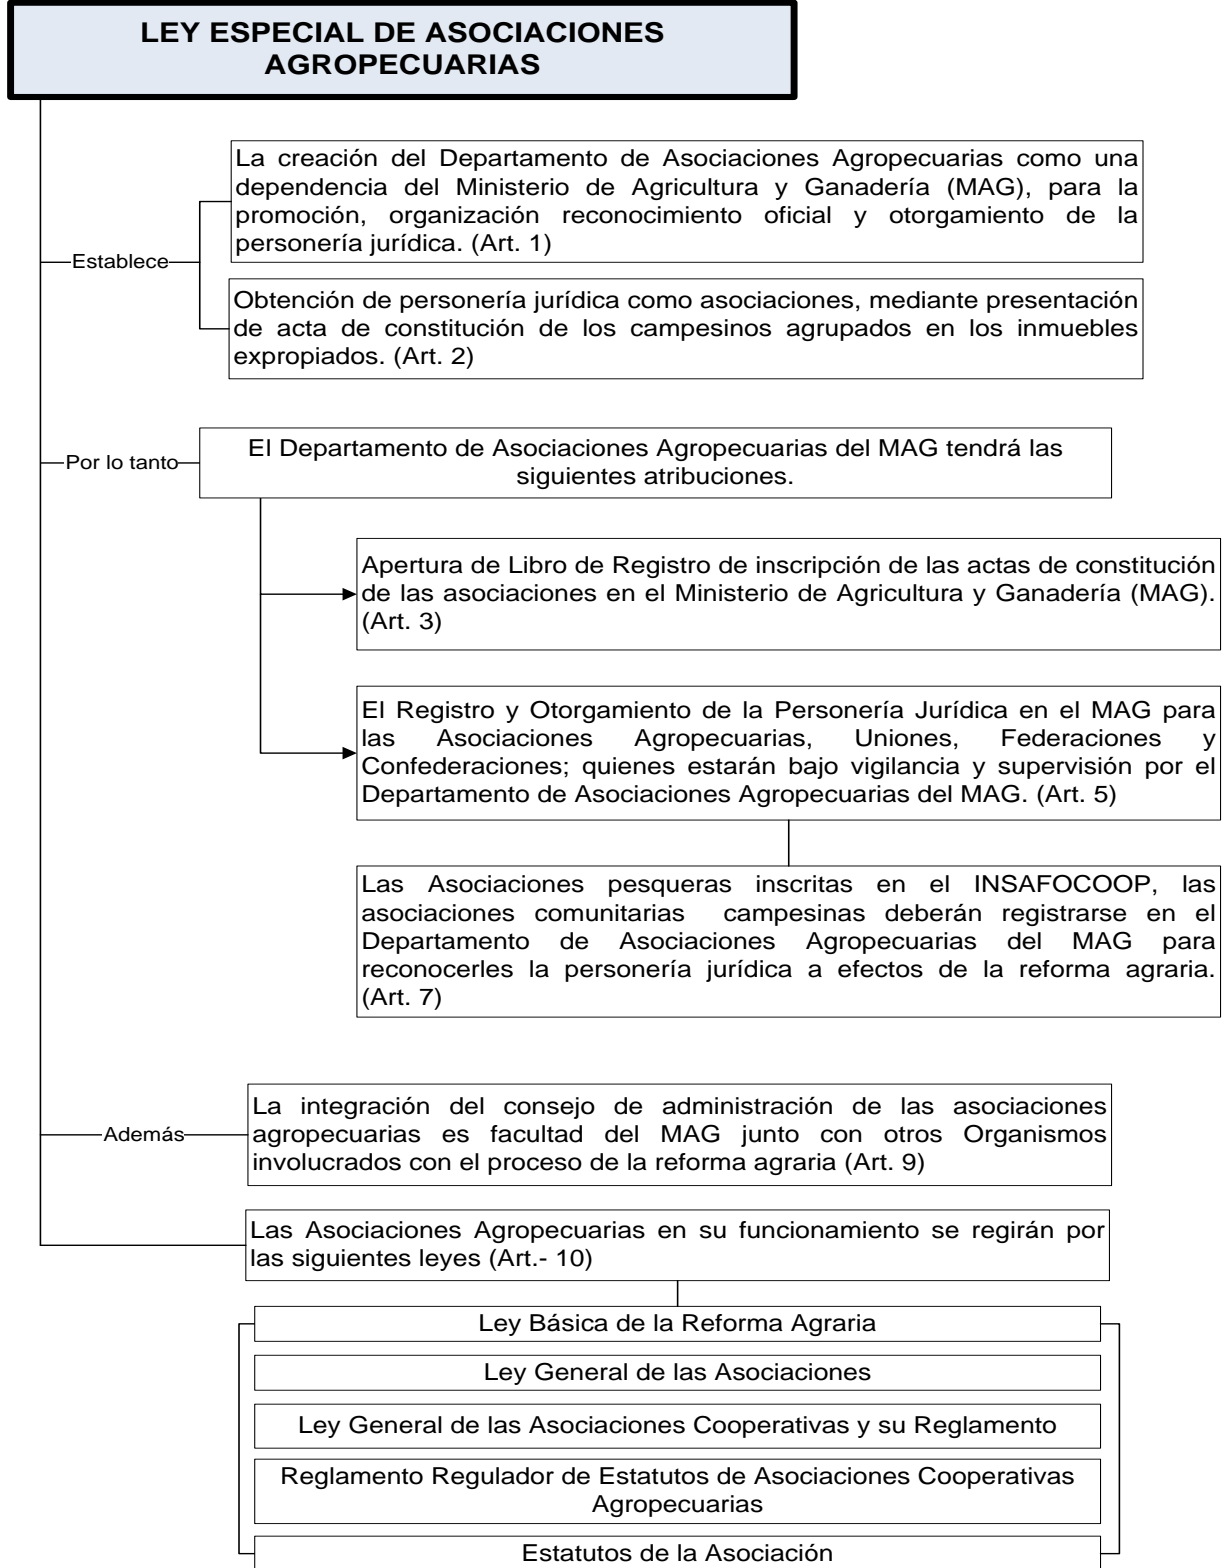 LEY ESPECIAL DE ASOCIACIONES
AGROPECUARIAS
Establece
La creación del Departamento de Asociaciones Agropecuarias como una
dependencia del Ministerio de Agricultura y Ganadería (MAG), para la
promoción, organización reconocimiento oficial y otorgamiento de la
personería jurídica. (Art. 1)
Obtención de personería jurídica como asociaciones, mediante presentación
de acta de constitución de los campesinos agrupados en los inmuebles
expropiados. (Art. 2)
Por lo tanto
El Departamento de Asociaciones Agropecuarias del MAG tendrá las
siguientes atribuciones.
Apertura de Libro de Registro de inscripción de las actas de constitución
de las asociaciones en el Ministerio de Agricultura y Ganadería (MAG).
(Art. 3)
El Registro y Otorgamiento de la Personería Jurídica en el MAG para
las Asociaciones Agropecuarias, Uniones, Federaciones y
Confederaciones; quienes estarán bajo vigilancia y supervisión por el
Departamento de Asociaciones Agropecuarias del MAG. (Art. 5)
Las Asociaciones pesqueras inscritas en el INSAFOCOOP, las
asociaciones comunitarias campesinas deberán registrarse en el
Departamento de Asociaciones Agropecuarias del MAG para
reconocerles la personería jurídica a efectos de la reforma agraria.
(Art. 7)
Además
La integración del consejo de administración de las asociaciones
agropecuarias es facultad del MAG junto con otros Organismos
involucrados con el proceso de la reforma agraria (Art. 9)
Las Asociaciones Agropecuarias en su funcionamiento se regirán por
las siguientes leyes (Art.- 10)
Ley Básica de la Reforma Agraria
Ley General de las Asociaciones
Ley General de las Asociaciones Cooperativas y su Reglamento
Reglamento Regulador de Estatutos de Asociaciones Cooperativas
Agropecuarias
Estatutos de la Asociación